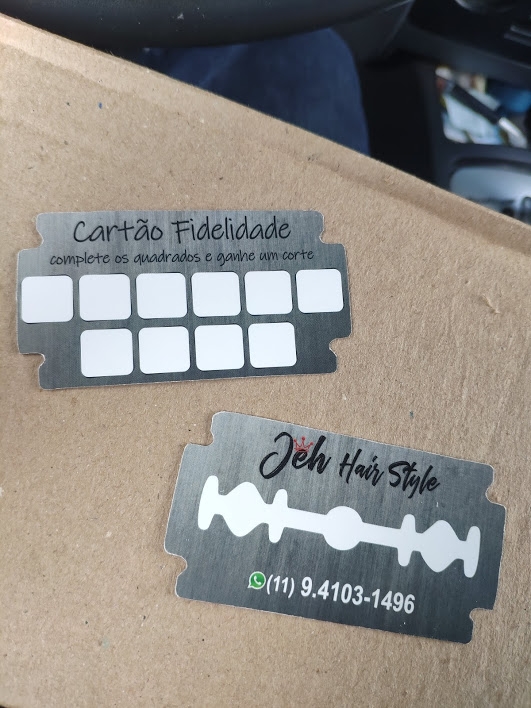 Cartão Fidelidade
complete os quadrados e ganhe um corte
Jeh Hair Style
(11) 9.4103-1496